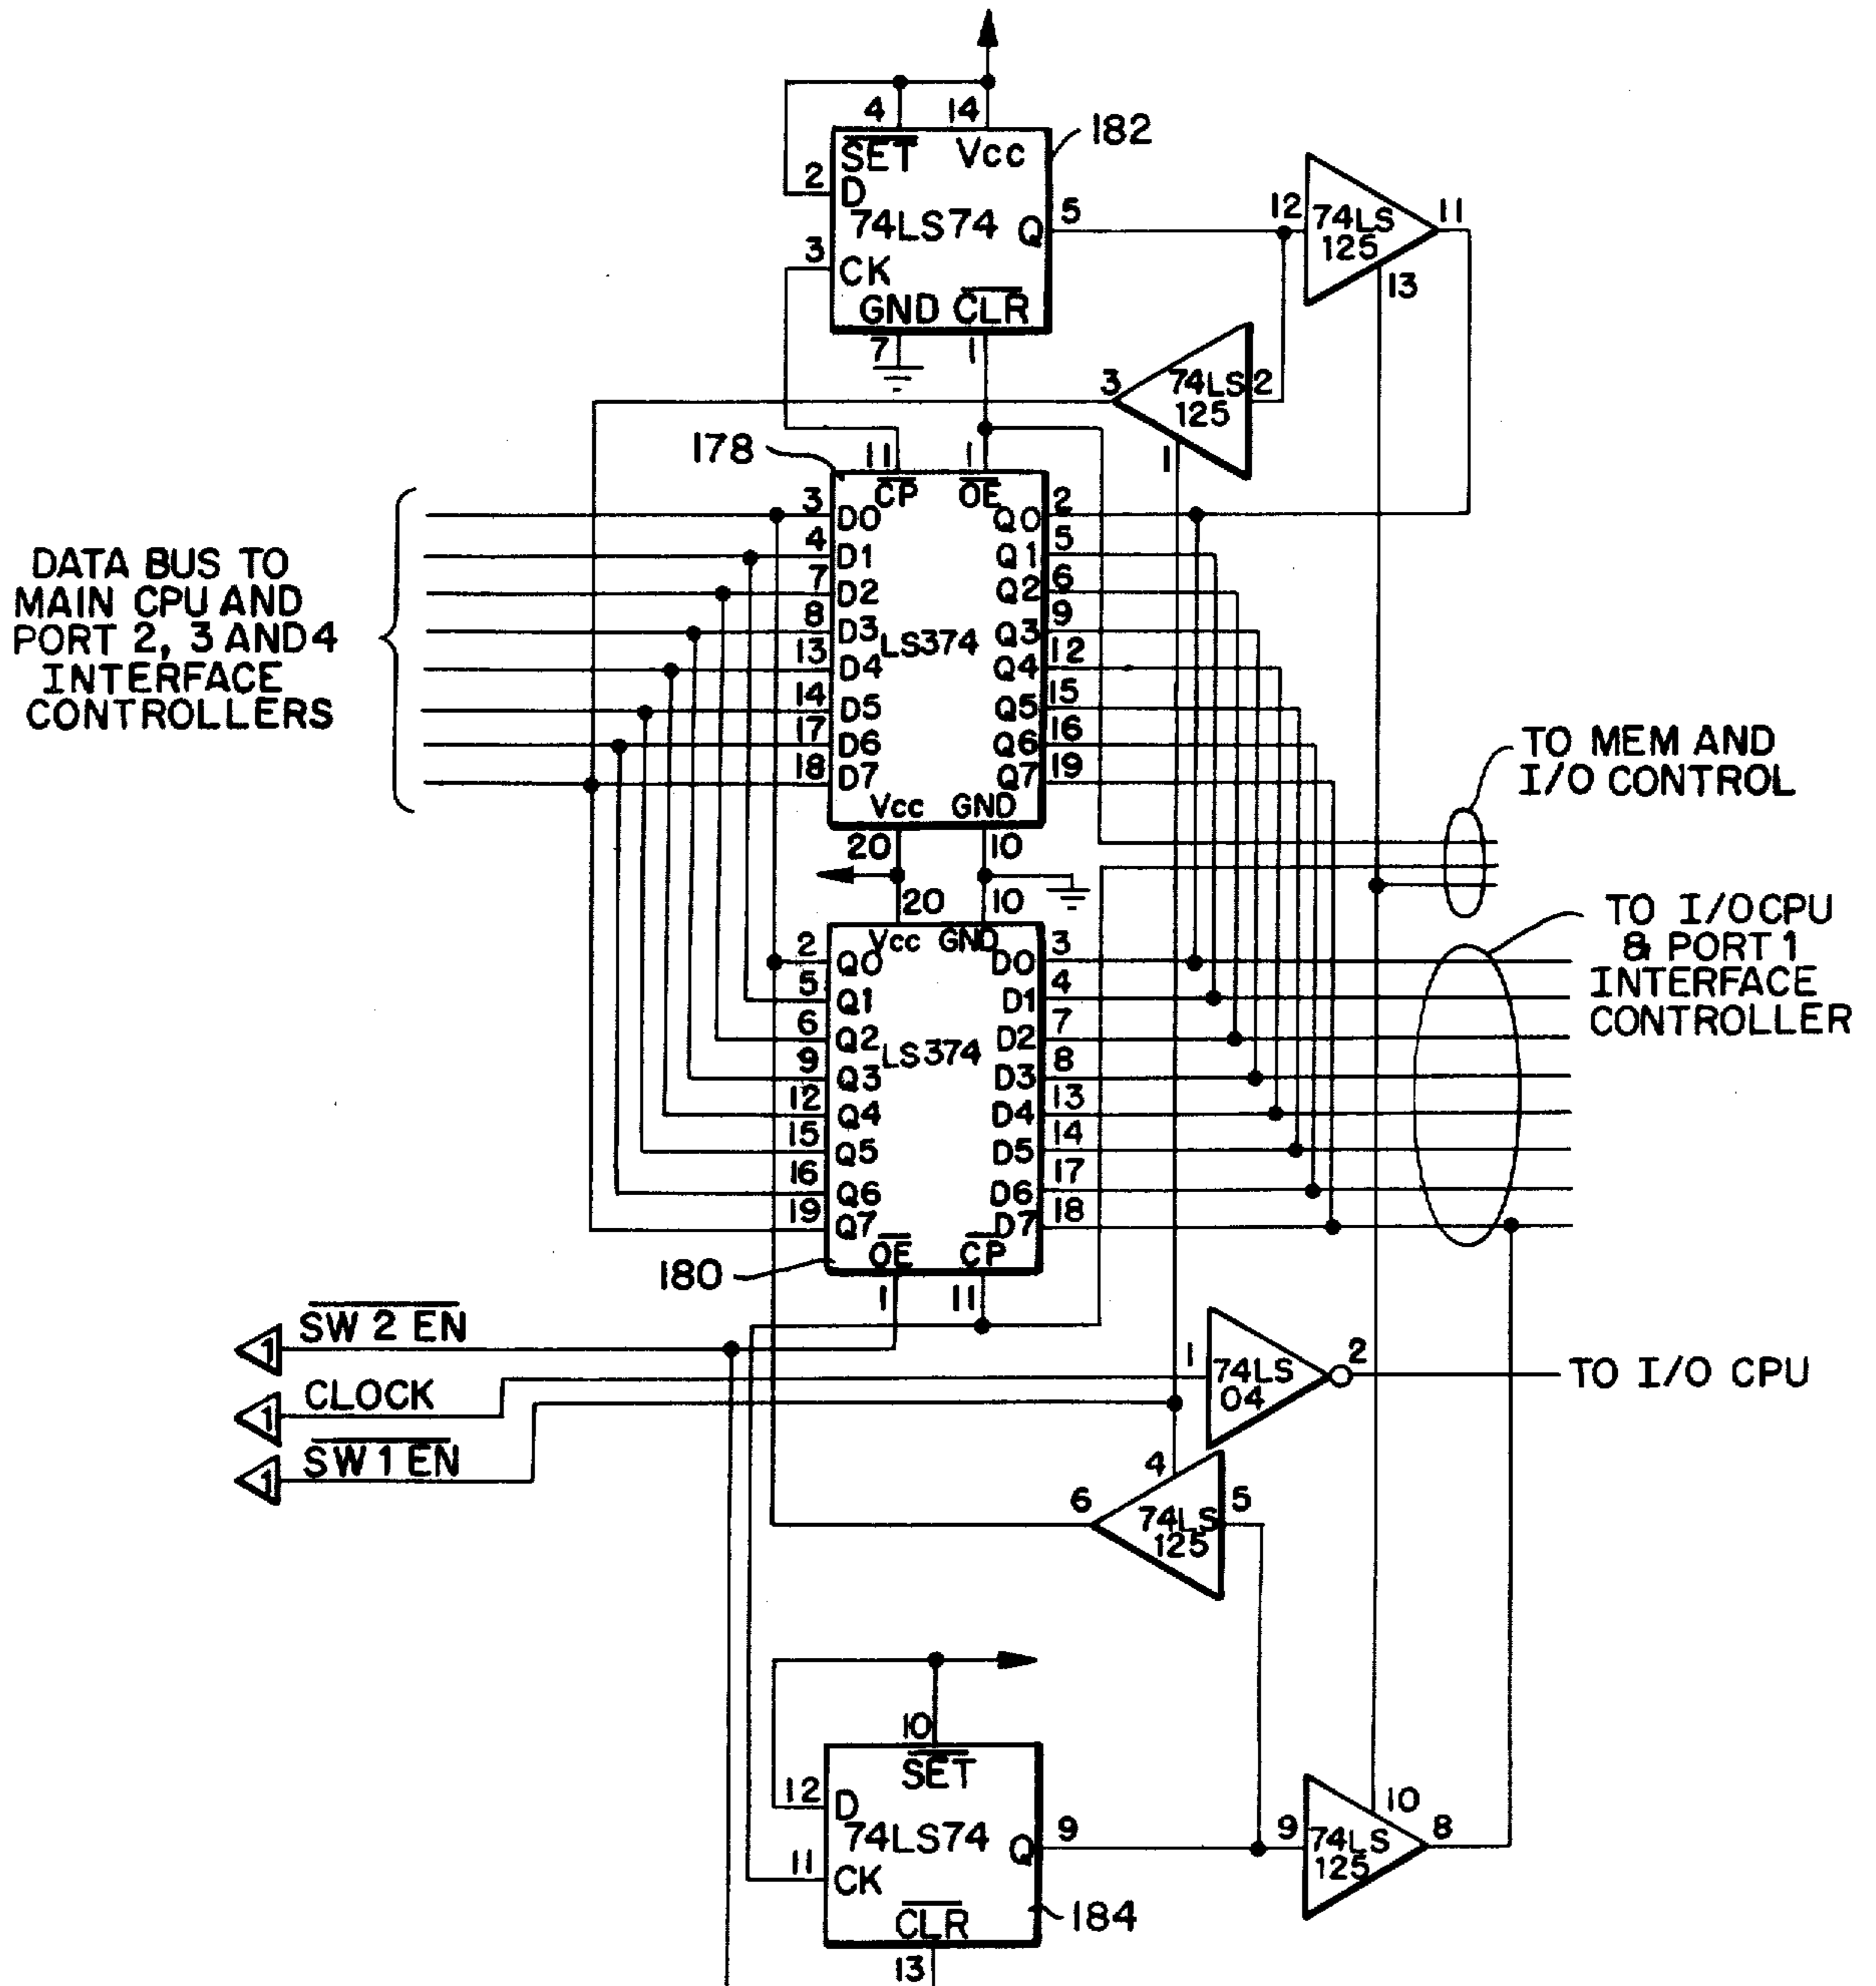 4 14
SET Vcc
182
2
D
74LS74 Q
5
12
74LS
125
11
3
CK
13
GND CLR
7 1
3
74LS
125
2
1
178
11 1
CP OE
DATA BUS TO
MAIN CPU AND
PORT 2, 3 AND 4
INTERFACE
CONTROLLERS
3 D0 Q0 2
4 D1 Q1 5
7 D2 Q2 6
8 D3 Q3 9
LS374
13 D4 Q4 12
14 D5 Q5 15
17 D6 Q6 16
18 D7 Q7 19
Vcc GND
20 10
TO MEM AND
I/O CONTROL
20 10
Vcc GND
TO I/O CPU
& PORT 1
INTERFACE
CONTROLLER
2 Q0 D0 3
5 Q1 D1 4
6 Q2 D2 7
LS374
9 Q3 D3 8
12 Q4 D4 13
15 Q5 D5 14
16 Q6 D6 17
19 Q7 D7 18
OE CP
180
1 11
1 SW 2 EN
1 CLOCK
1 SW 1 EN
1
74LS
04
2
TO I/O CPU
4
6
74LS
125
5
10
SET
12 D
74LS74 Q
9
11 CK
CLR
184
13
9
74LS
125
10
8